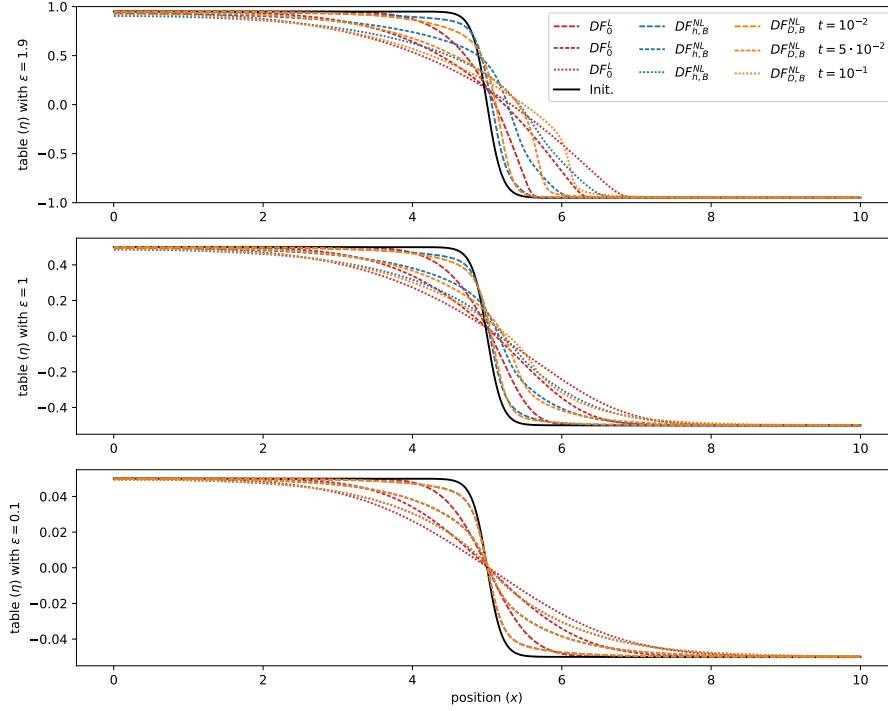 1.0
0.5
0.0
−0.5
−1.0
table (η) with ε = 1.9
0 2 4 6 8 10
DF_0^L DF_{h,B}^{NL} DF_{D,B}^{NL} t = 10^{-2}
DF_0^L DF_{h,B}^{NL} DF_{D,B}^{NL} t = 5 · 10^{-2}
DF_0^L DF_{h,B}^{NL} DF_{D,B}^{NL} t = 10^{-1}
Init.
0.4
0.2
0.0
−0.2
−0.4
table (η) with ε = 1
0 2 4 6 8 10
0.04
0.02
0.00
−0.02
−0.04
table (η) with ε = 0.1
0 2 4 6 8 10
position (x)